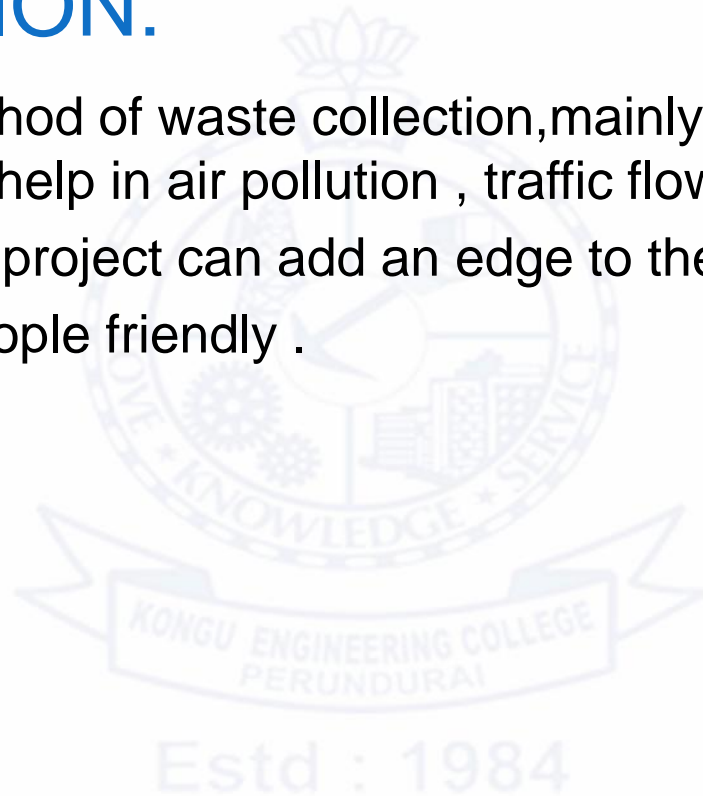 ION.
hod of waste collection,mainly
help in air pollution , traffic flow
project can add an edge to the
ople friendly .
LOVE * KNOWLEDGE * SERVICE
KONGU ENGINEERING COLLEGE
PERUNDURAI
Estd : 1984